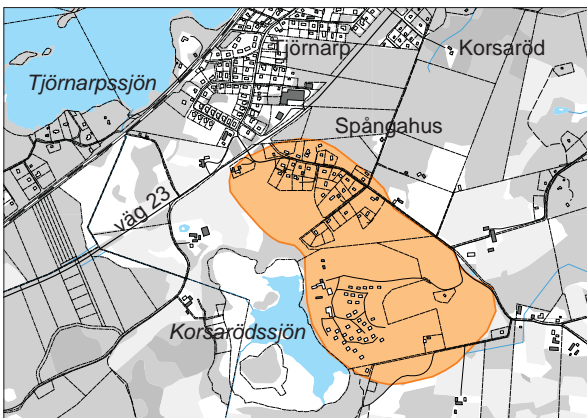 Tjörnarp
Korsaröd
Tjörnarpssjön
Spångahus
väg 23
Korsarödssjön